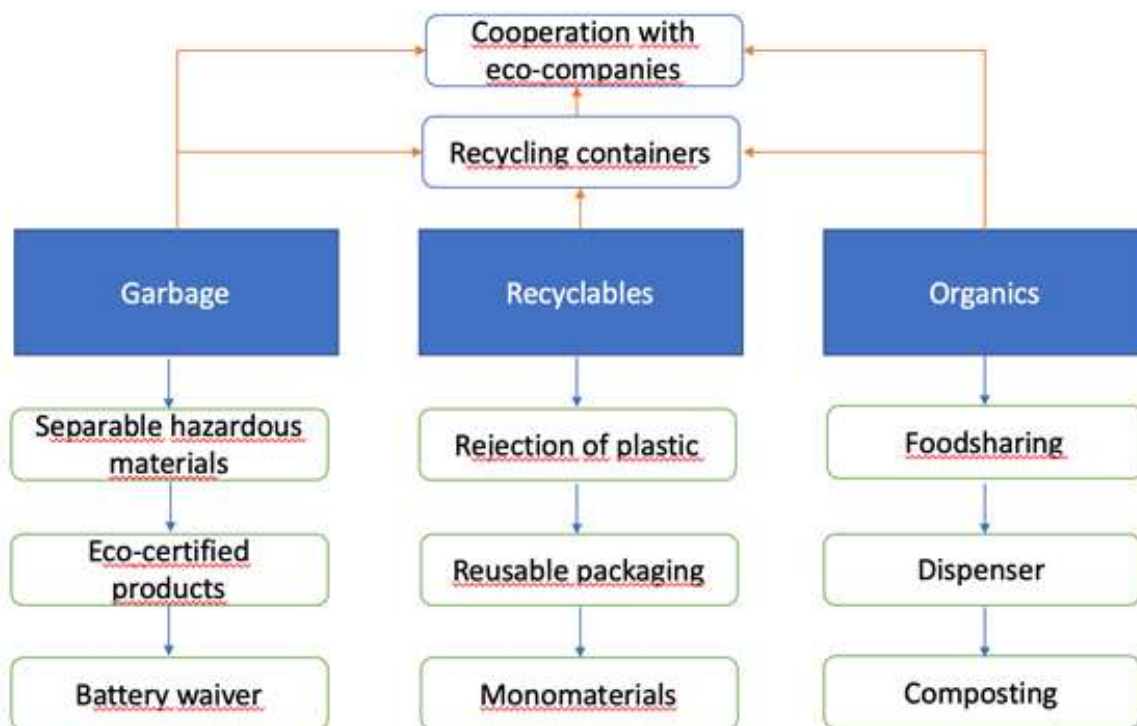 Cooperation with
eco-companies
Recycling containers
Garbage
Recyclables
Organics
Separable hazardous
materials
Rejection of plastic
Foodsharing
Eco-certified
products
Reusable packaging
Dispenser
Battery waiver
Monomaterials
Composting